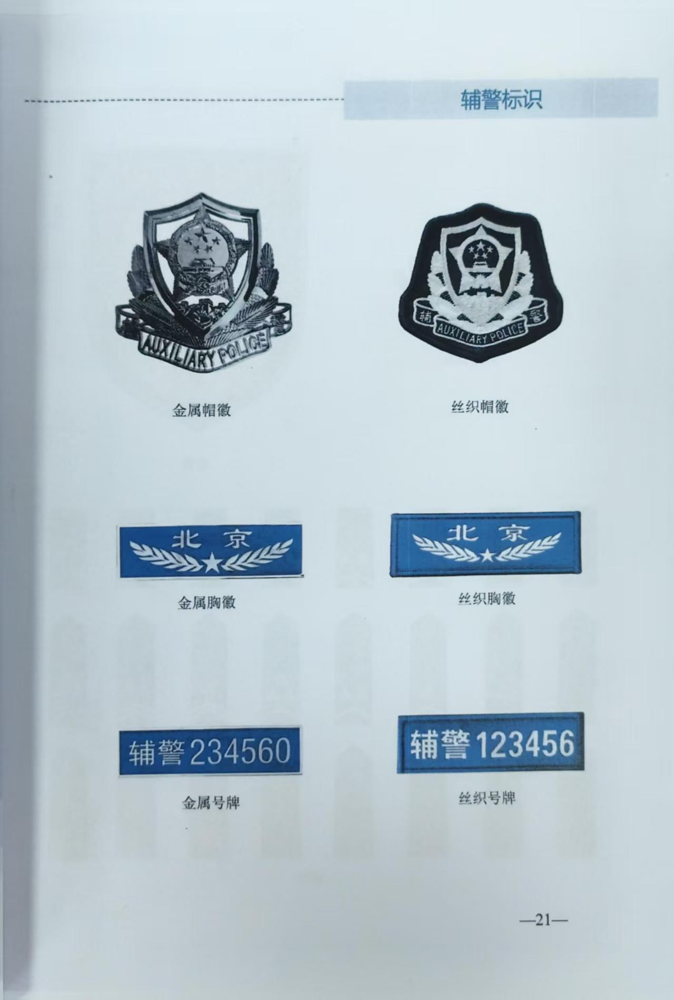 辅警标识
AUXILIARY POLICE
辅 警
AUXILIARY POLICE
金属帽徽
丝织帽徽
北京
北京
金属胸徽
丝织胸徽
辅警234560
辅警123456
金属号牌
丝织号牌
—21—